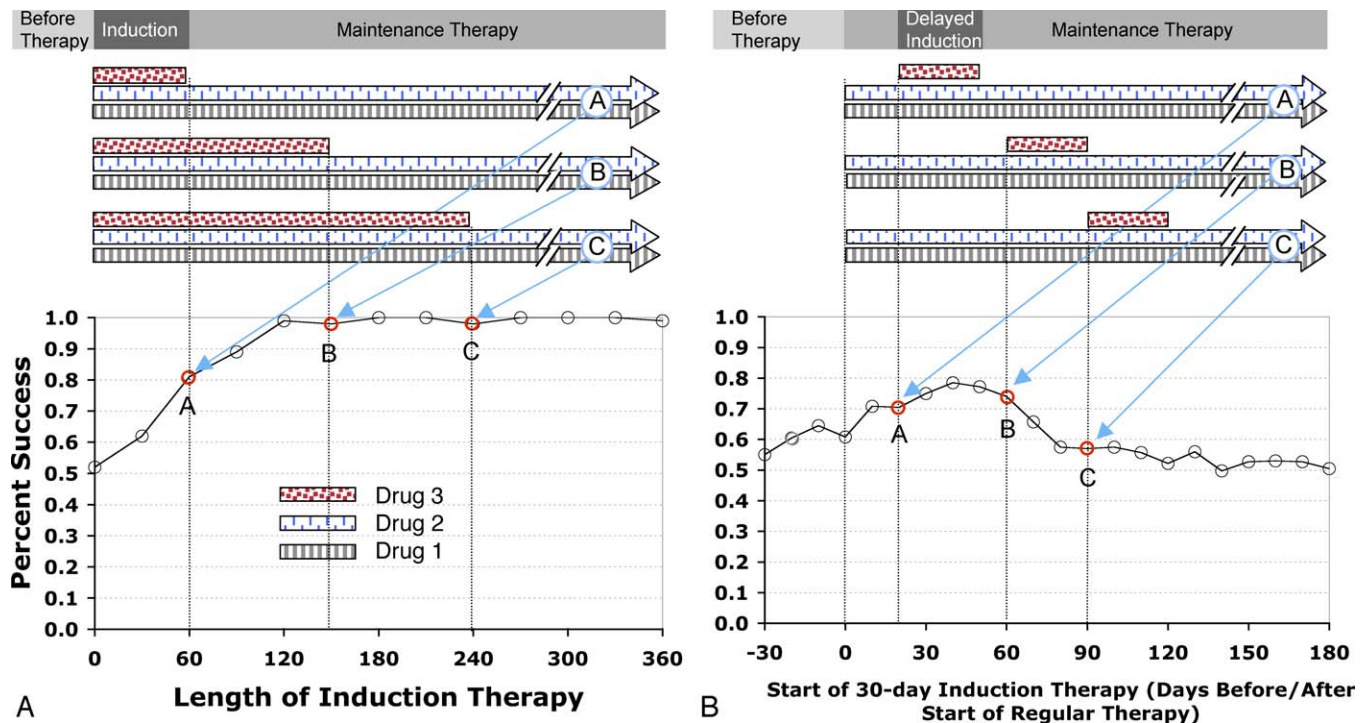 Before
Therapy
Induction
Maintenance Therapy
A
B
C
Percent Success
1.0
0.9
0.8
0.7
0.6
0.5
0.4
0.3
0.2
0.1
0.0
A
B
C
Drug 3
Drug 2
Drug 1
0 60 120 180 240 300 360
Length of Induction Therapy
A
Before
Therapy
Delayed
Induction
Maintenance Therapy
A
B
C
1.0
0.9
0.8
0.7
0.6
0.5
0.4
0.3
0.2
0.1
0.0
A
B
C
-30 0 30 60 90 120 150 180
Start of 30-day Induction Therapy (Days Before/After
Start of Regular Therapy)
B